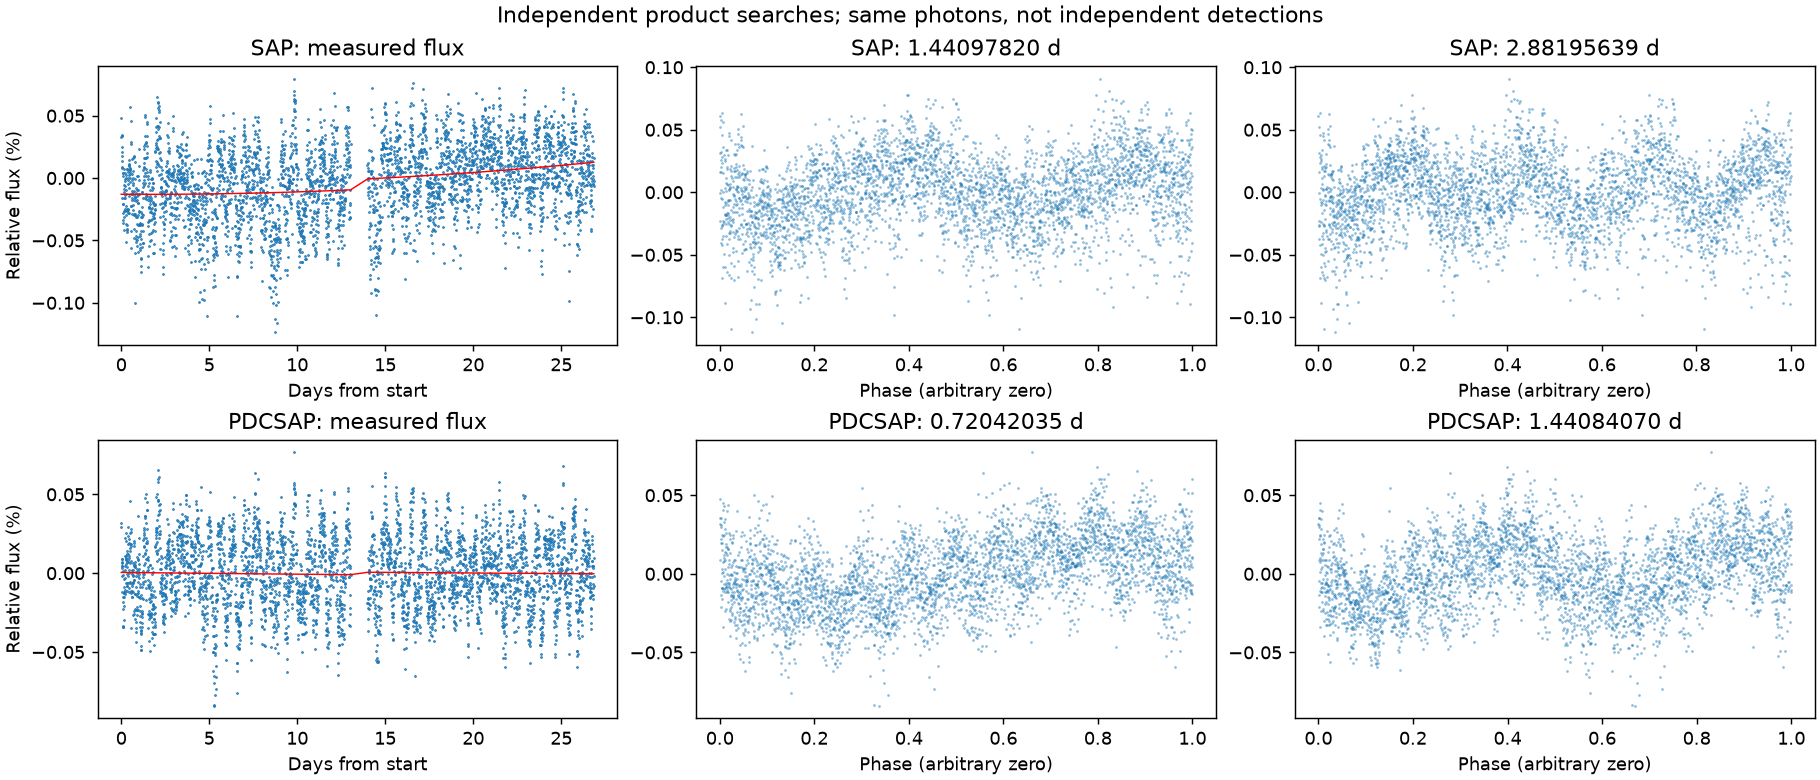 Independent product searches; same photons, not independent detections
SAP: measured flux
SAP: 1.44097820 d
SAP: 2.88195639 d
Relative flux (%)
0.05
0.00
−0.05
−0.10
0 5 10 15 20 25
Days from start
0.10
0.05
0.00
−0.05
−0.10
0.0 0.2 0.4 0.6 0.8 1.0
Phase (arbitrary zero)
0.10
0.05
0.00
−0.05
−0.10
0.0 0.2 0.4 0.6 0.8 1.0
Phase (arbitrary zero)
PDCSAP: measured flux
PDCSAP: 0.72042035 d
PDCSAP: 1.44084070 d
Relative flux (%)
0.05
0.00
−0.05
0 5 10 15 20 25
Days from start
0.05
0.00
−0.05
0.0 0.2 0.4 0.6 0.8 1.0
Phase (arbitrary zero)
0.05
0.00
−0.05
0.0 0.2 0.4 0.6 0.8 1.0
Phase (arbitrary zero)